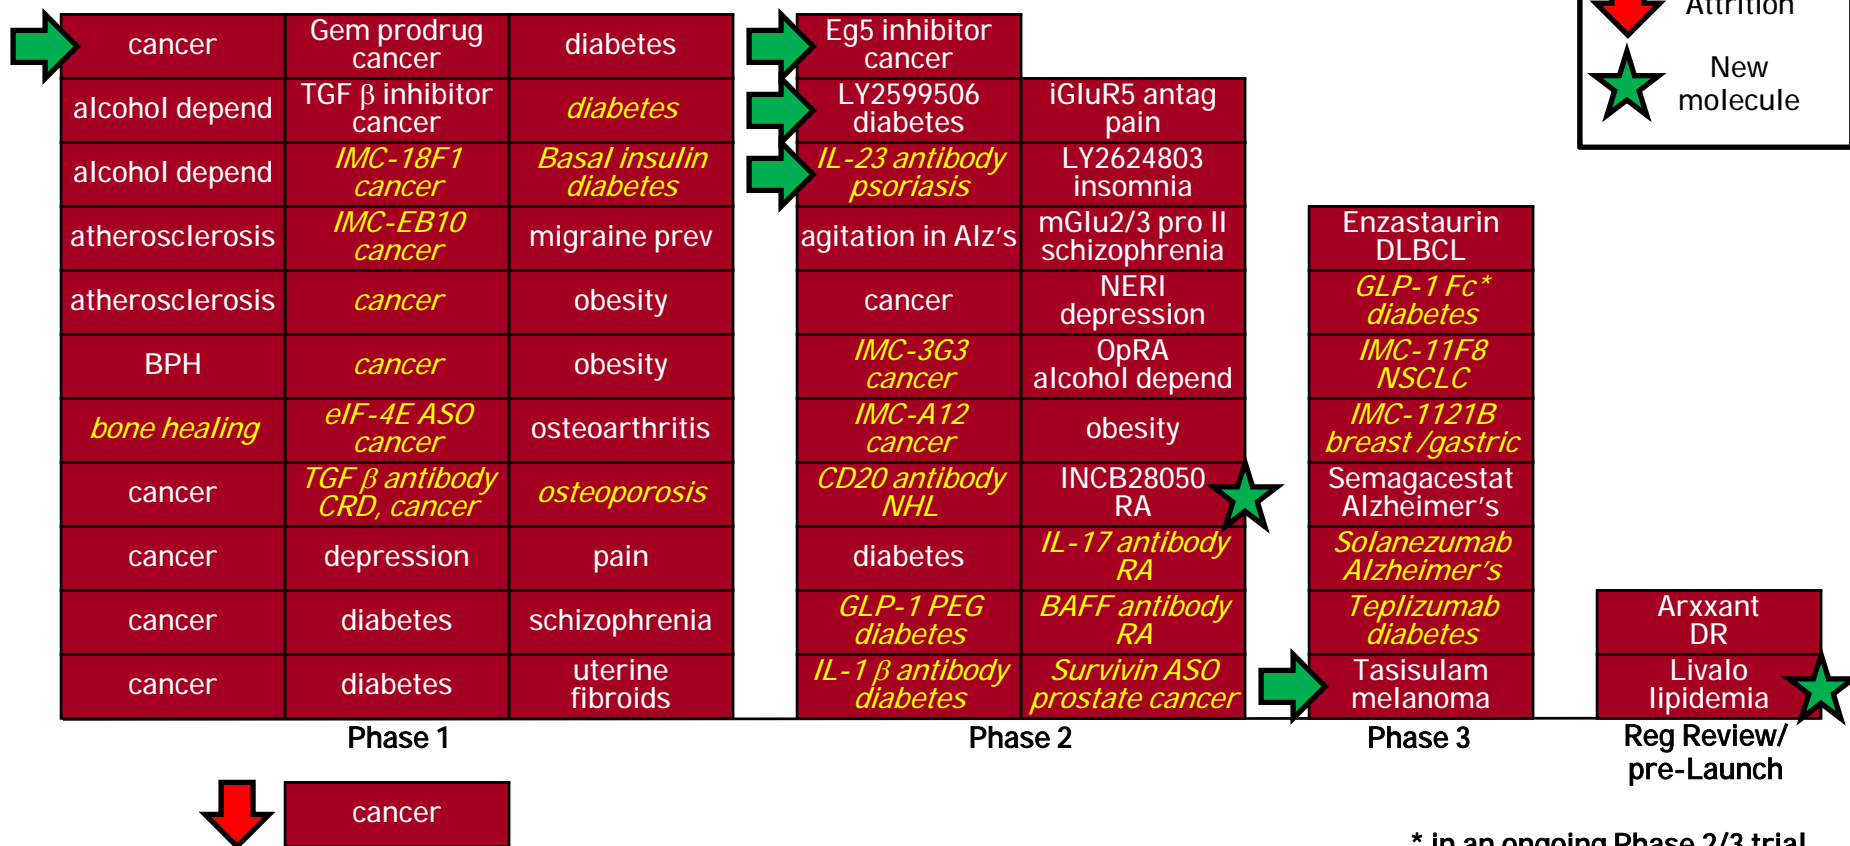 cancer
Gem prodrug
cancer
diabetes
alcohol depend
TGF β inhibitor
cancer
diabetes
alcohol depend
IMC-18F1
cancer
Basal insulin
diabetes
atherosclerosis
IMC-EB10
cancer
migraine prev
atherosclerosis
cancer
obesity
BPH
cancer
obesity
bone healing
eIF-4E ASO
cancer
osteoarthritis
cancer
TGF β antibody
CRD, cancer
osteoporosis
cancer
depression
pain
cancer
diabetes
schizophrenia
cancer
diabetes
uterine
fibroids
Phase 1
cancer
Eg5 inhibitor
cancer
LY2599506
diabetes
iGluR5 antag
pain
IL-23 antibody
psoriasis
LY2624803
insomnia
agitation in Alz's
mGlu2/3 pro II
schizophrenia
cancer
NERI
depression
IMC-3G3
cancer
OpRA
alcohol depend
IMC-A12
cancer
obesity
CD20 antibody
NHL
INCB28050
RA
diabetes
IL-17 antibody
RA
GLP-1 PEG
diabetes
BAFF antibody
RA
IL-1 β antibody
diabetes
Survivin ASO
prostate cancer
Phase 2
Enzastaurin
DLBCL
GLP-1 Fc*
diabetes
IMC-11F8
NSCLC
IMC-1121B
breast /gastric
Semagacestat
Alzheimer's
Solanezumab
Alzheimer's
Teplizumab
diabetes
Tasisulam
melanoma
Phase 3
Arxxant
DR
Livalo
lipidemia
Reg Review/
pre-Launch
Attrition
New
molecule
* in an ongoing Phase 2/3 trial